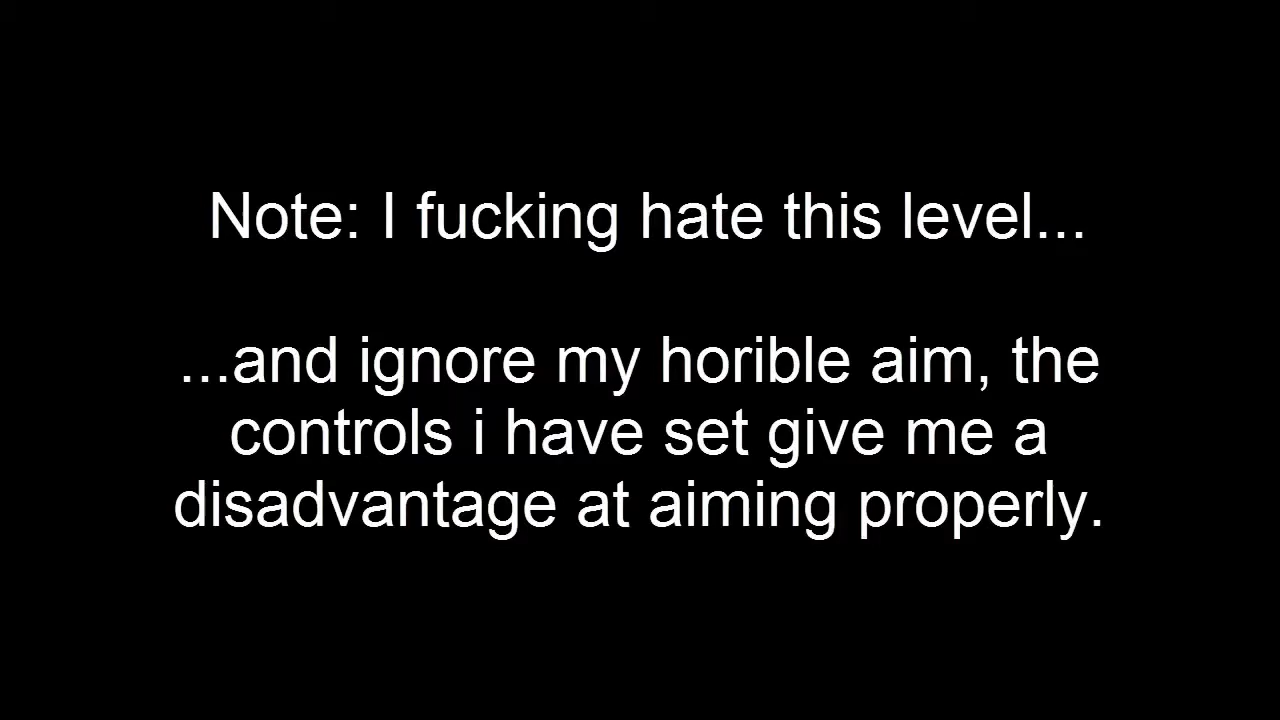 Note: I fucking hate this level...
...and ignore my horible aim, the
controls i have set give me a
disadvantage at aiming properly.